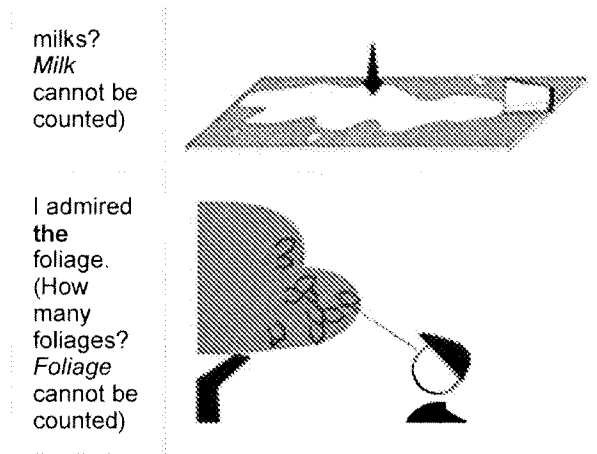 milks?
Milk
cannot be
counted)
I admired
the
foliage.
(How
many
foliages?
Foliage
cannot be
counted)